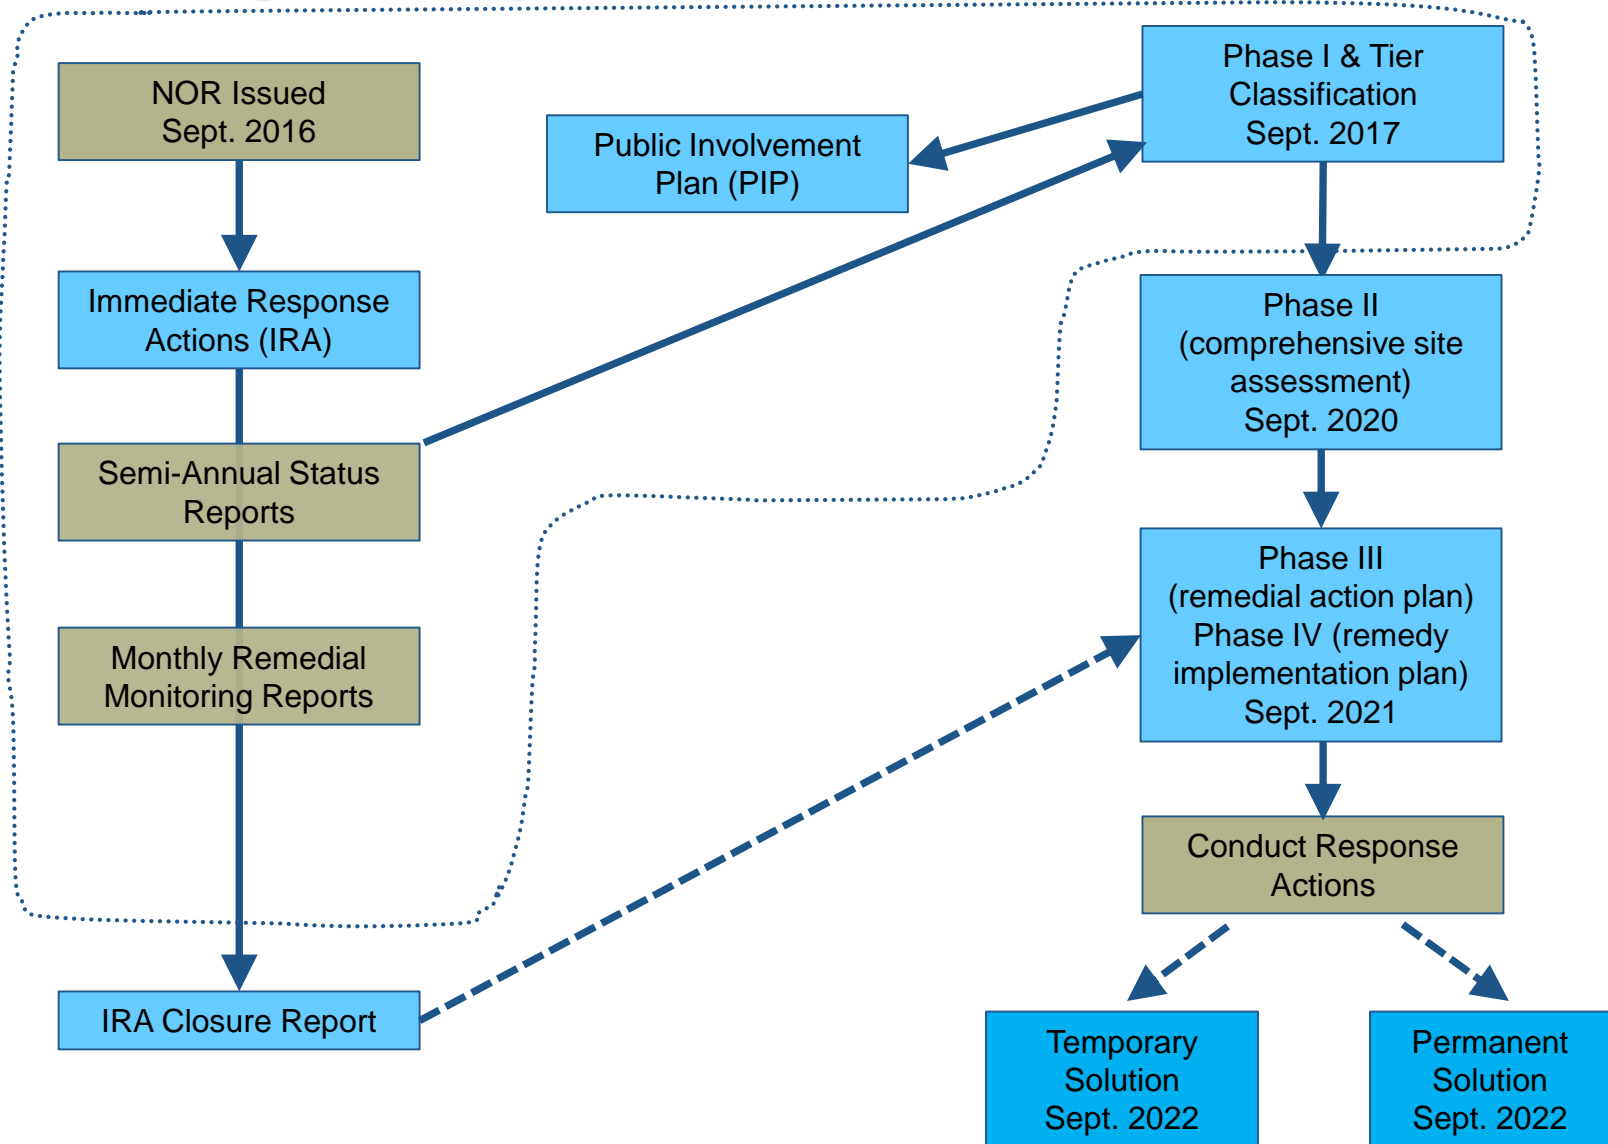 NOR Issued
Sept. 2016
Immediate Response
Actions (IRA)
Semi-Annual Status
Reports
Monthly Remedial
Monitoring Reports
IRA Closure Report
Public Involvement
Plan (PIP)
Phase I & Tier
Classification
Sept. 2017
Phase II
(comprehensive site
assessment)
Sept. 2020
Phase III
(remedial action plan)
Phase IV (remedy
implementation plan)
Sept. 2021
Conduct Response
Actions
Temporary
Solution
Sept. 2022
Permanent
Solution
Sept. 2022